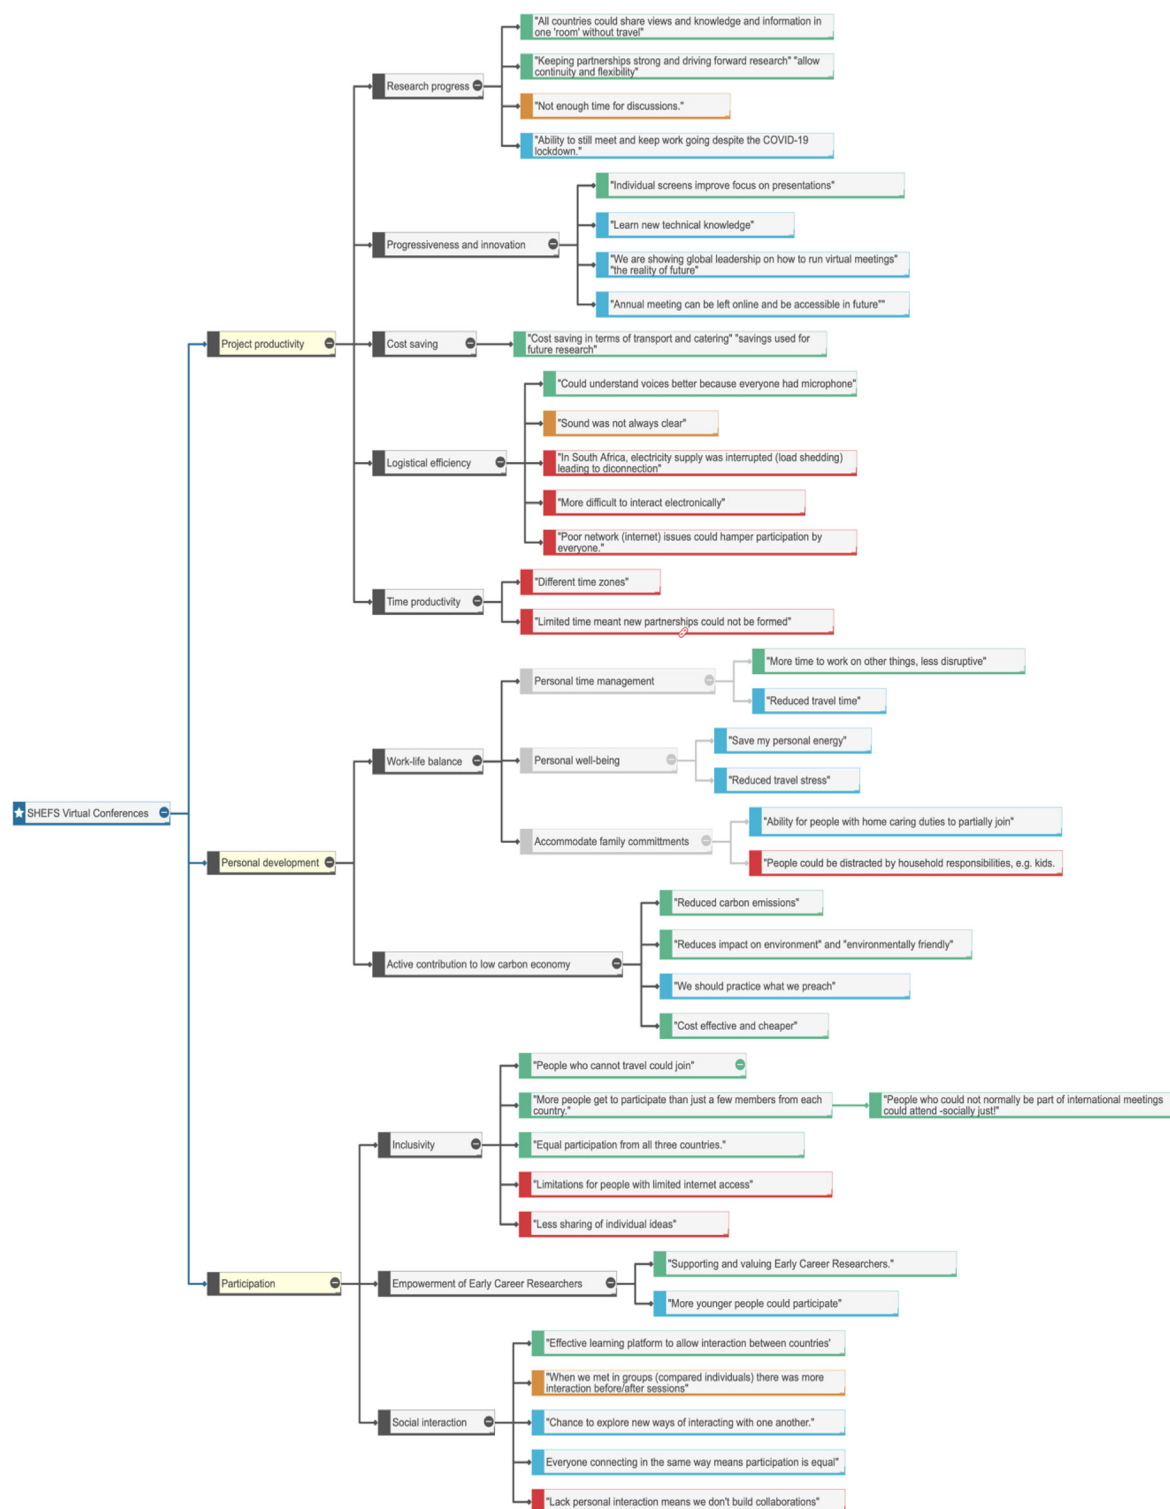 "All countries could share views and knowledge and information in
one 'room' without travel"
"Keeping partnerships strong and driving forward research" "allow
continuity and flexibility"
Research progress
"Not enough time for discussions."
"Ability to still meet and keep work going despite the COVID-19
lockdown."
"Individual screens improve focus on presentations"
"Learn new technical knowledge"
Progressiveness and innovation
"We are showing global leadership on how to run virtual meetings"
"the reality of future"
"Annual meeting can be left online and be accessible in future""
Project productivity
Cost saving
"Cost saving in terms of transport and catering" "savings used for
future research"
"Could understand voices better because everyone had microphone"
"Sound was not always clear"
Logistical efficiency
"In South Africa, electricity supply was interrupted (load shedding)
leading to diconnection"
"More difficult to interact electronically"
"Poor network (internet) issues could hamper participation by
everyone."
Time productivity
"Different time zones"
"Limited time meant new partnerships could not be formed"
Personal time management
"More time to work on other things, less disruptive"
"Reduced travel time"
Work-life balance
Personal well-being
"Save my personal energy"
"Reduced travel stress"
SHEFS Virtual Conferences
Accommodate family committments
"Ability for people with home caring duties to partially join"
"People could be distracted by household responsibilities, e.g. kids.
Personal development
"Reduced carbon emissions"
"Reduces impact on environment" and "environmentally friendly"
Active contribution to low carbon economy
"We should practice what we preach"
"Cost effective and cheaper"
"People who cannot travel could join"
"More people get to participate than just a few members from each
country."
"People who could not normally be part of international meetings
could attend -socially just!"
Inclusivity
"Equal participation from all three countries."
"Limitations for people with limited internet access"
"Less sharing of individual ideas"
Participation
Empowerment of Early Career Researchers
"Supporting and valuing Early Career Researchers."
"More younger people could participate"
"Effective learning platform to allow interaction between countries'
"When we met in groups (compared individuals) there was more
interaction before/after sessions"
Social interaction
"Chance to explore new ways of interacting with one another."
Everyone connecting in the same way means participation is equal"
"Lack personal interaction means we don't build collaborations"